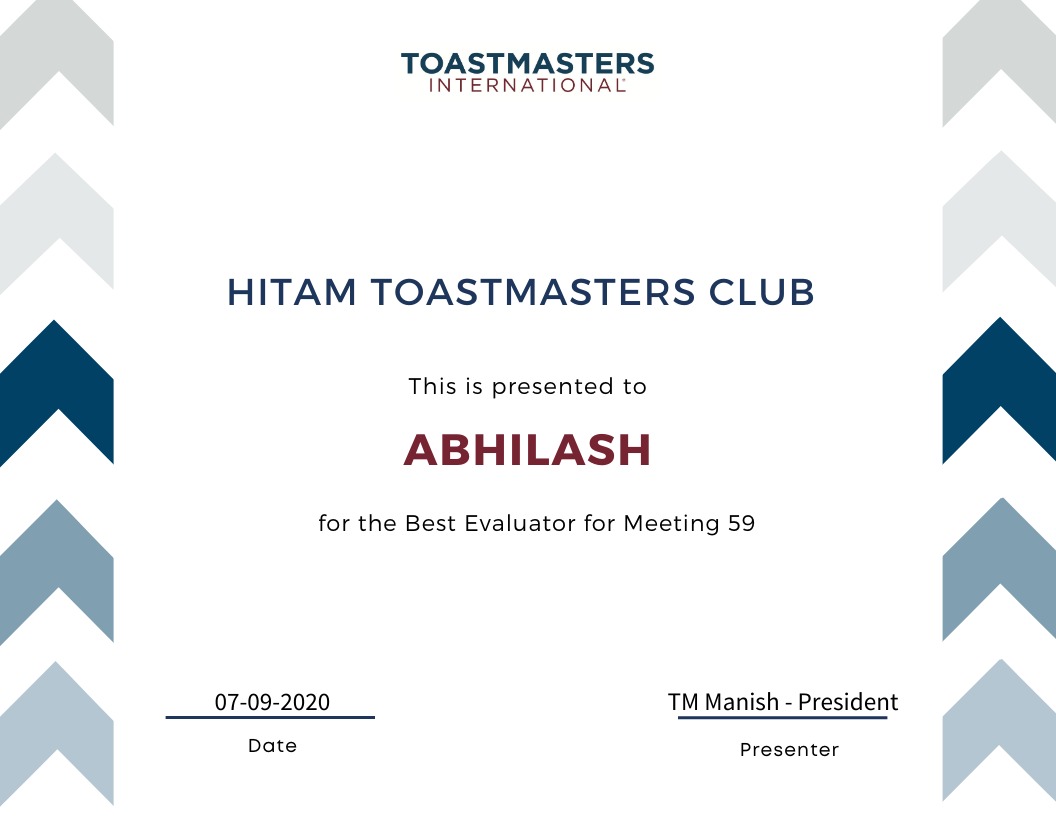 TOASTMASTERS
INTERNATIONAL
HITAM TOASTMASTERS CLUB
This is presented to
ABHILASH
for the Best Evaluator for Meeting 59
07-09-2020
Date
TM Manish - President
Presenter